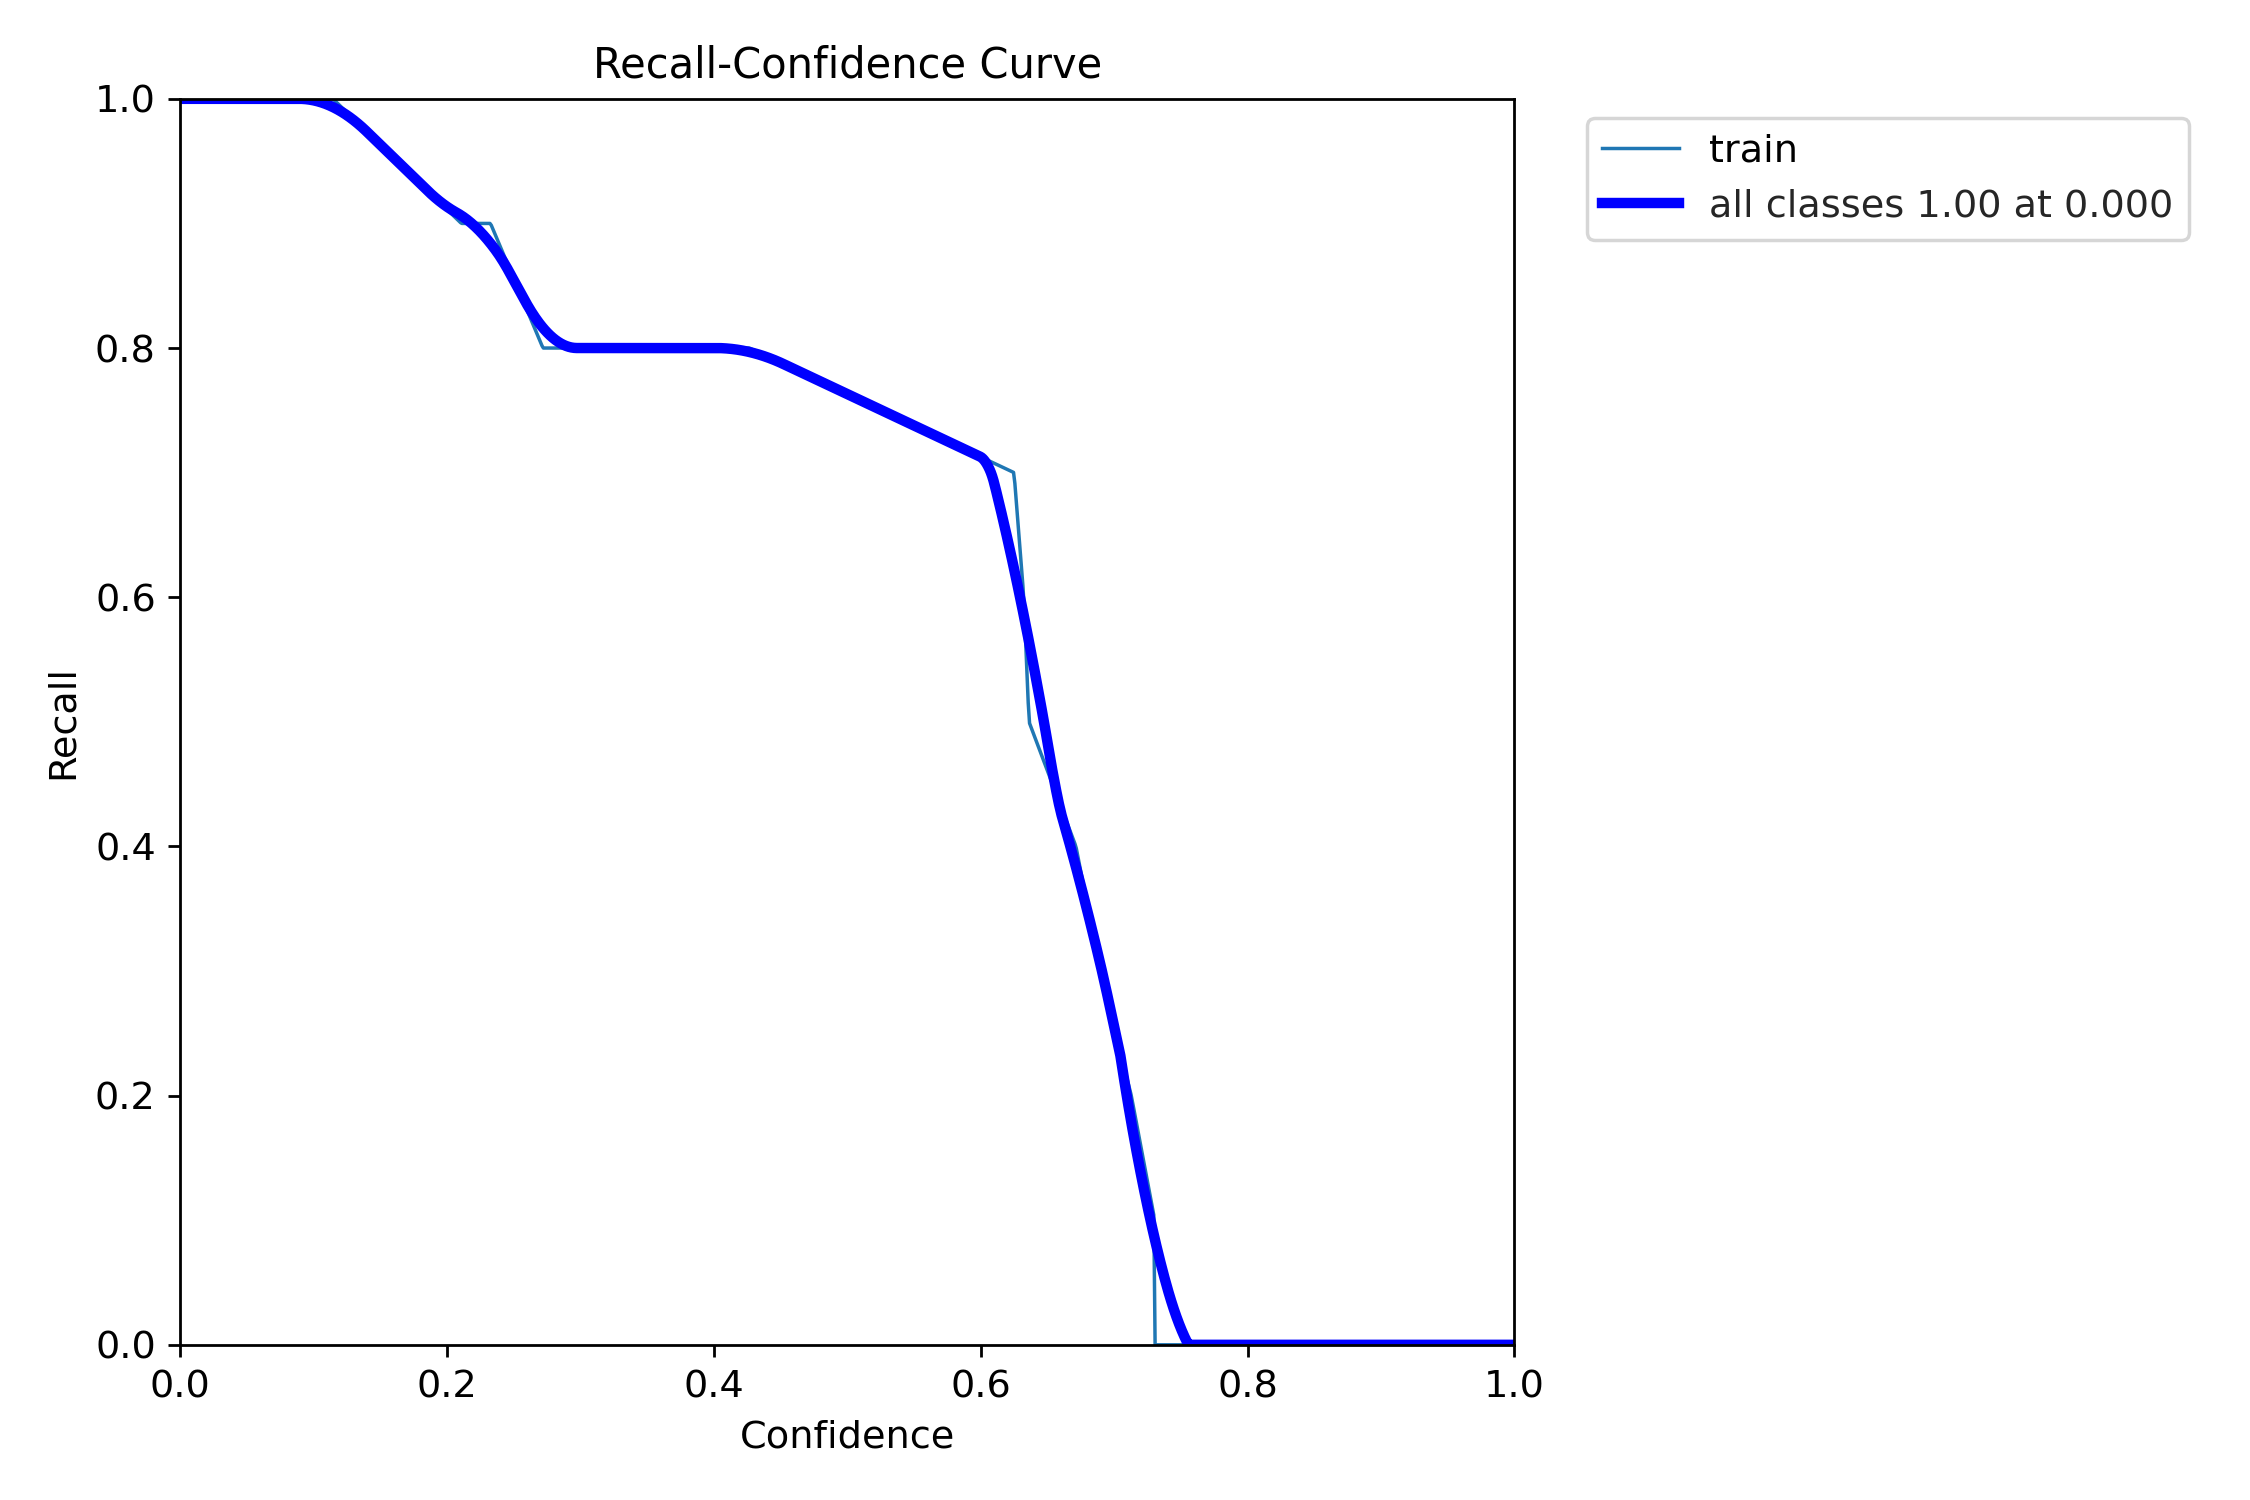 Recall-Confidence Curve
train
all classes 1.00 at 0.000
1.0
0.8
0.6
0.4
0.2
0.0
Recall
0.0 0.2 0.4 0.6 0.8 1.0
Confidence